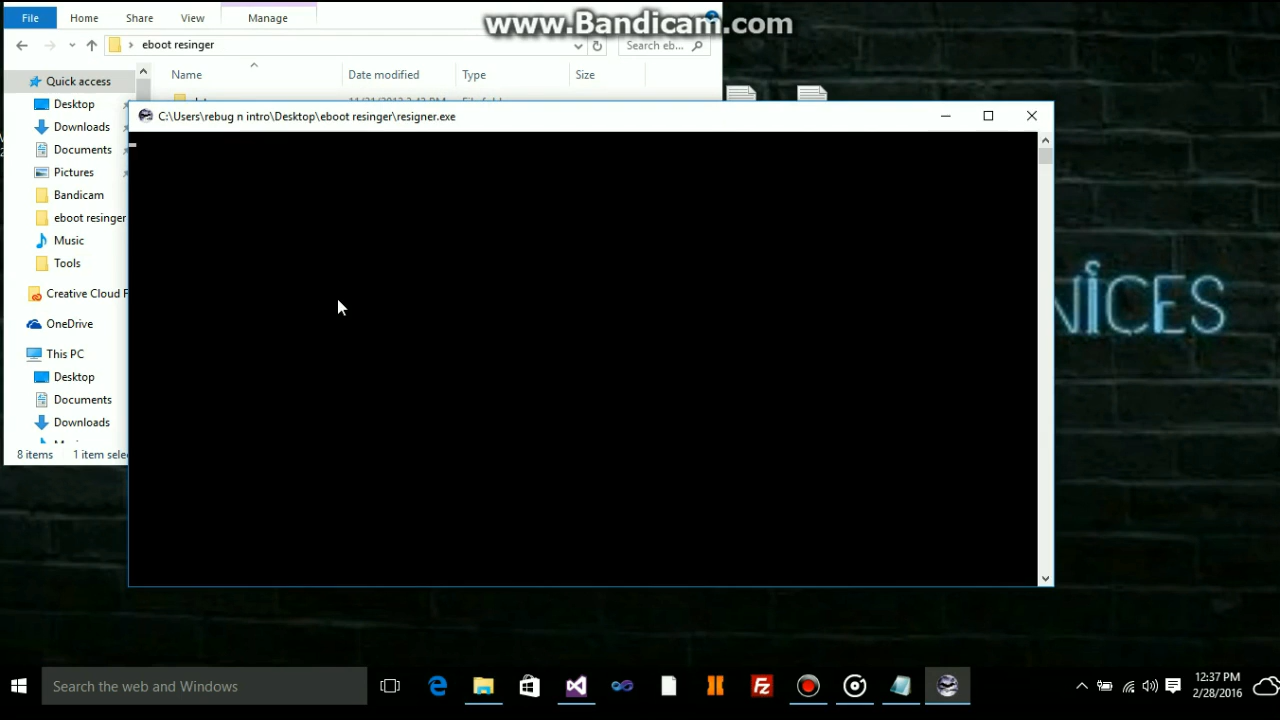 File Home Share View Manage
www.Bandicam.com
eboot resinger
Search eb...
Quick access
Name Date modified Type Size
Desktop
C:\Users\rebug n intro\Desktop\eboot resinger\resigner.exe
Downloads
Documents
Pictures
Bandicam
eboot resinger
Music
Tools
Creative Cloud F
OneDrive
This PC
Desktop
Documents
Downloads
8 items 1 item sele
NiCES
Search the web and Windows
12:37 PM
2/28/2016